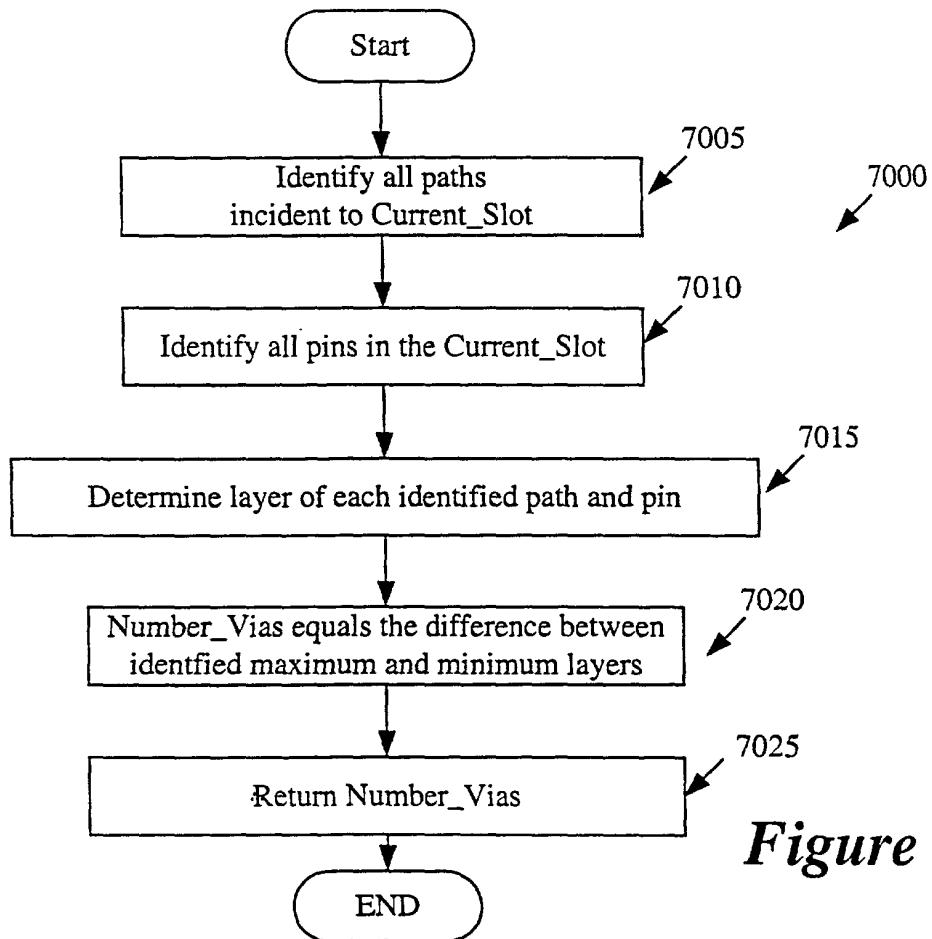 Start
7005
Identify all paths
incident to Current_Slot
7000
7010
Identify all pins in the Current_Slot
7015
Determine layer of each identified path and pin
7020
Number_Vias equals the difference between
identfied maximum and minimum layers
7025
Return Number_Vias
Figure
END